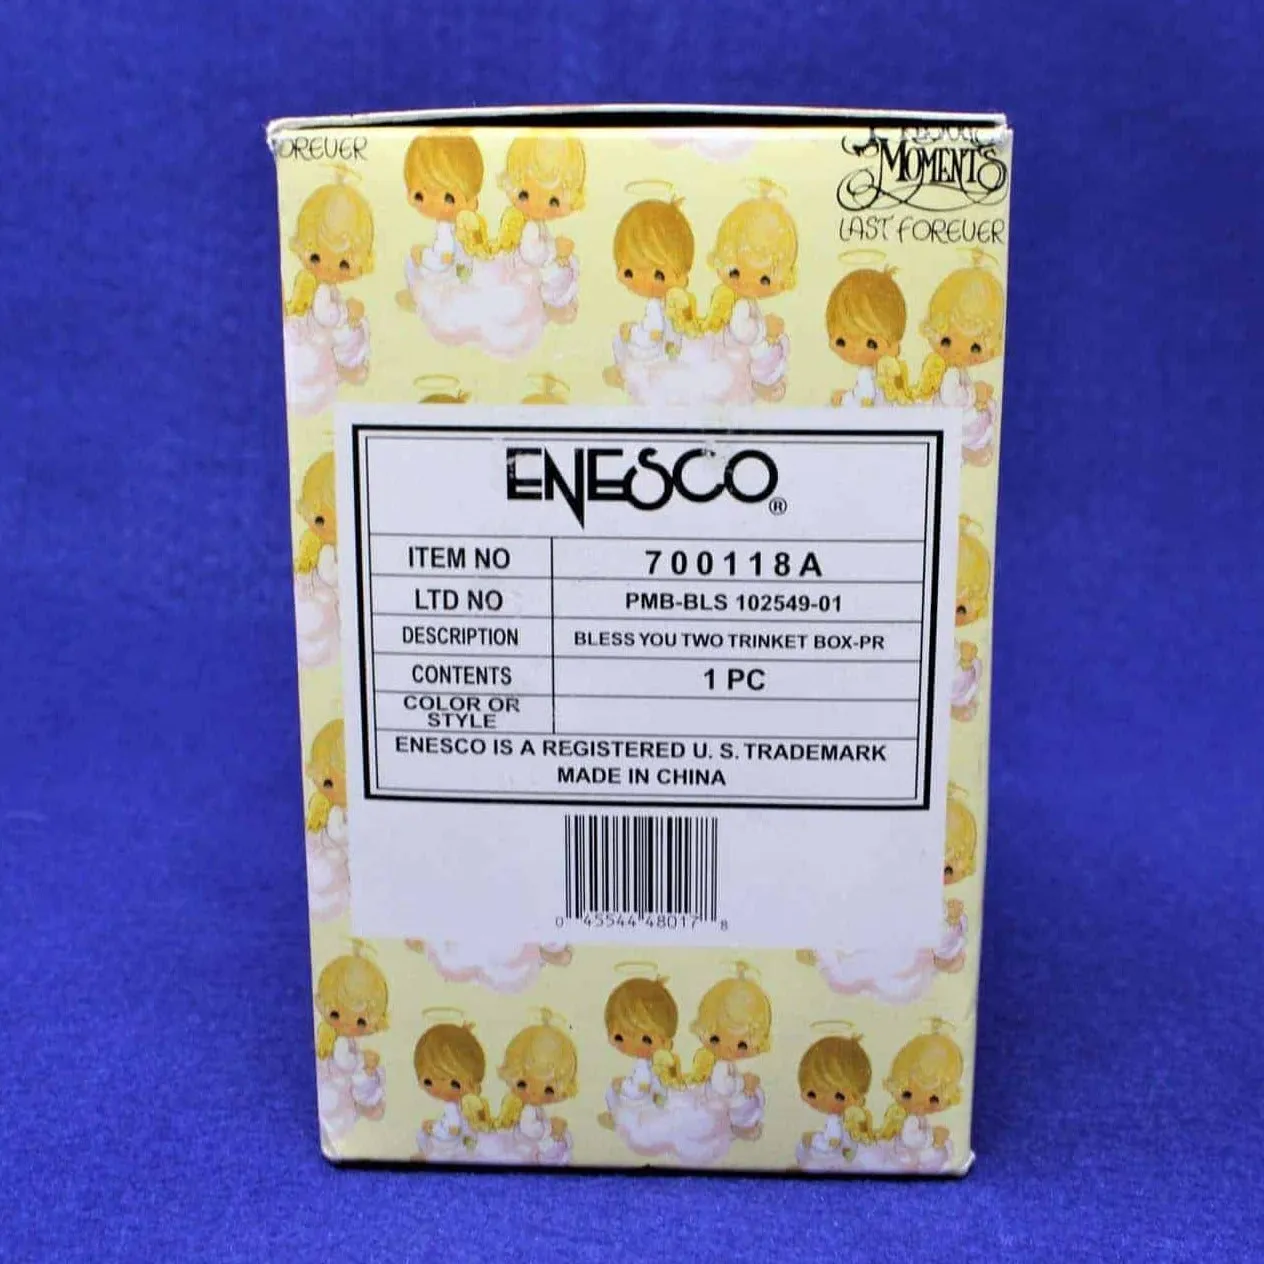 OREVER
MOMENTS
LAST FOREVER
ENESCO®
ITEM NO 700118A
LTD NO PMB-BLS 102549-01
DESCRIPTION BLESS YOU TWO TRINKET BOX-PR
CONTENTS 1 PC
COLOR OR
STYLE
ENESCO IS A REGISTERED U. S. TRADEMARK
MADE IN CHINA
0 45544 48017 8